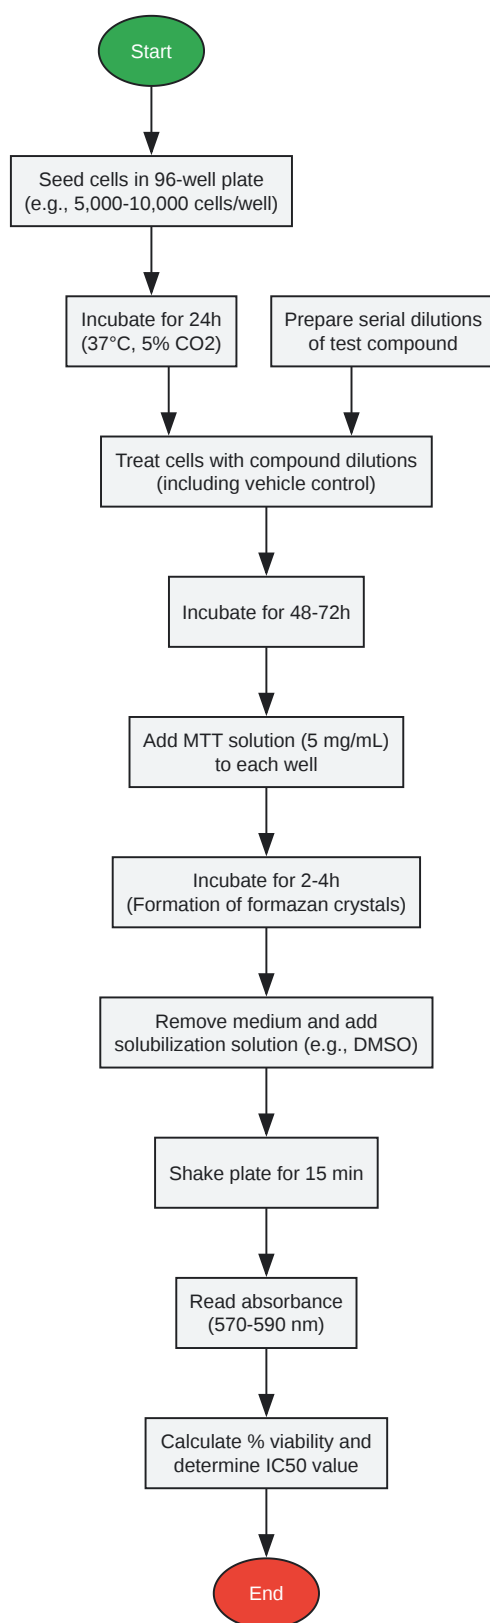 Start
Seed cells in 96-well plate
(e.g., 5,000-10,000 cells/well)
Incubate for 24h
(37°C, 5% CO2)
Prepare serial dilutions
of test compound
Treat cells with compound dilutions
(including vehicle control)
Incubate for 48-72h
Add MTT solution (5 mg/mL)
to each well
Incubate for 2-4h
(Formation of formazan crystals)
Remove medium and add
solubilization solution (e.g., DMSO)
Shake plate for 15 min
Read absorbance
(570-590 nm)
Calculate % viability and
determine IC50 value
End